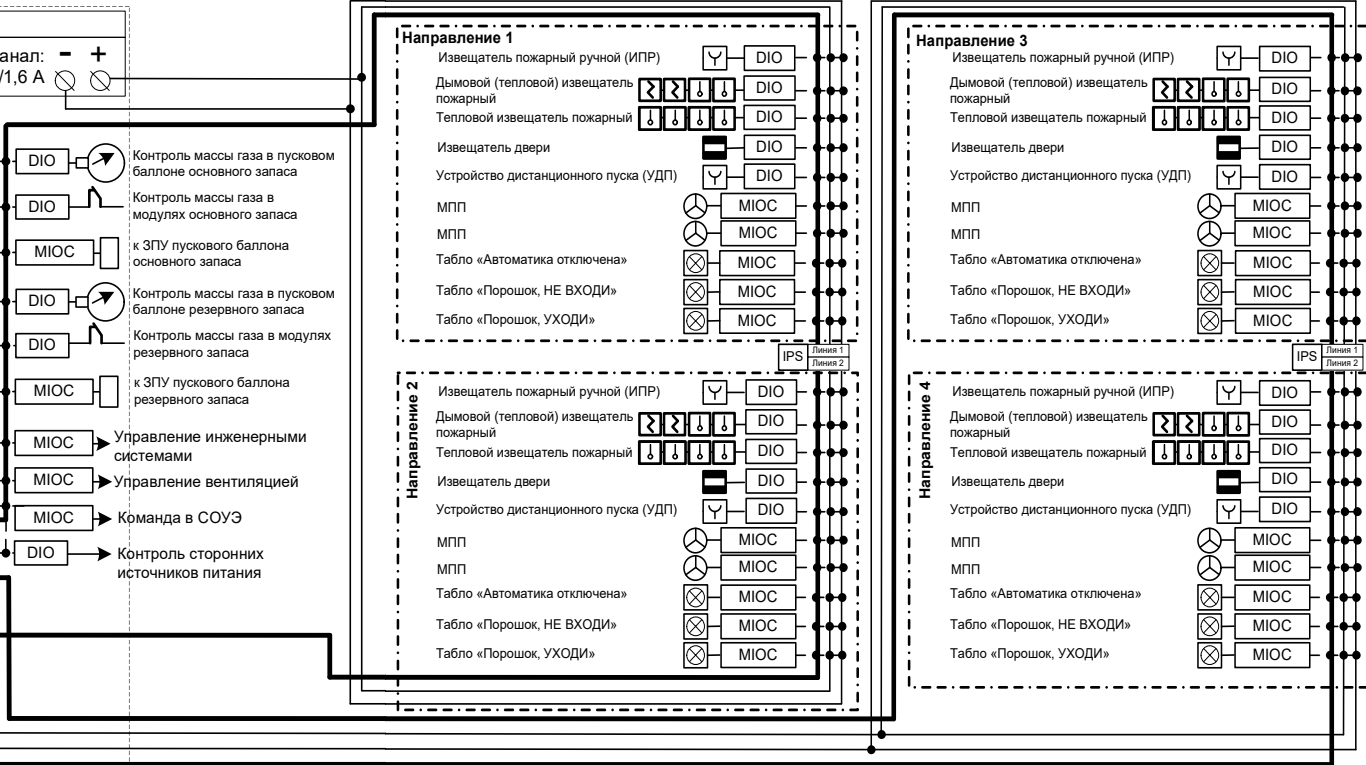 анал:
- +
/1,6 А
DIO
Контроль массы газа в пусковом
баллоне основного запаса
DIO
Контроль массы газа в
модулях основного запаса
MIOC
к ЗПУ пускового баллона
основного запаса
DIO
Контроль массы газа в пусковом
баллоне резервного запаса
DIO
Контроль массы газа в модулях
резервного запаса
MIOC
к ЗПУ пускового баллона
резервного запаса
MIOC
Управление инженерными
системами
MIOC
Управление вентиляцией
MIOC
Команда в СОУЭ
DIO
Контроль сторонних
источников питания
Направление 1
Извещатель пожарный ручной (ИПР)
DIO
Дымовой (тепловой) извещатель
пожарный
DIO
Тепловой извещатель пожарный
DIO
Извещатель двери
DIO
Устройство дистанционного пуска (УДП)
DIO
МПП
MIOC
МПП
MIOC
Табло «Автоматика отключена»
MIOC
Табло «Порошок, НЕ ВХОДИ»
MIOC
Табло «Порошок, УХОДИ»
MIOC
IPS
Линия 1
Линия 2
Направление 2
Извещатель пожарный ручной (ИПР)
DIO
Дымовой (тепловой) извещатель
пожарный
DIO
Тепловой извещатель пожарный
DIO
Извещатель двери
DIO
Устройство дистанционного пуска (УДП)
DIO
МПП
MIOC
МПП
MIOC
Табло «Автоматика отключена»
MIOC
Табло «Порошок, НЕ ВХОДИ»
MIOC
Табло «Порошок, УХОДИ»
MIOC
Направление 3
Извещатель пожарный ручной (ИПР)
DIO
Дымовой (тепловой) извещатель
пожарный
DIO
Тепловой извещатель пожарный
DIO
Извещатель двери
DIO
Устройство дистанционного пуска (УДП)
DIO
МПП
MIOC
МПП
MIOC
Табло «Автоматика отключена»
MIOC
Табло «Порошок, НЕ ВХОДИ»
MIOC
Табло «Порошок, УХОДИ»
MIOC
IPS
Линия 1
Линия 2
Направление 4
Извещатель пожарный ручной (ИПР)
DIO
Дымовой (тепловой) извещатель
пожарный
DIO
Тепловой извещатель пожарный
DIO
Извещатель двери
DIO
Устройство дистанционного пуска (УДП)
DIO
МПП
MIOC
МПП
MIOC
Табло «Автоматика отключена»
MIOC
Табло «Порошок, НЕ ВХОДИ»
MIOC
Табло «Порошок, УХОДИ»
MIOC